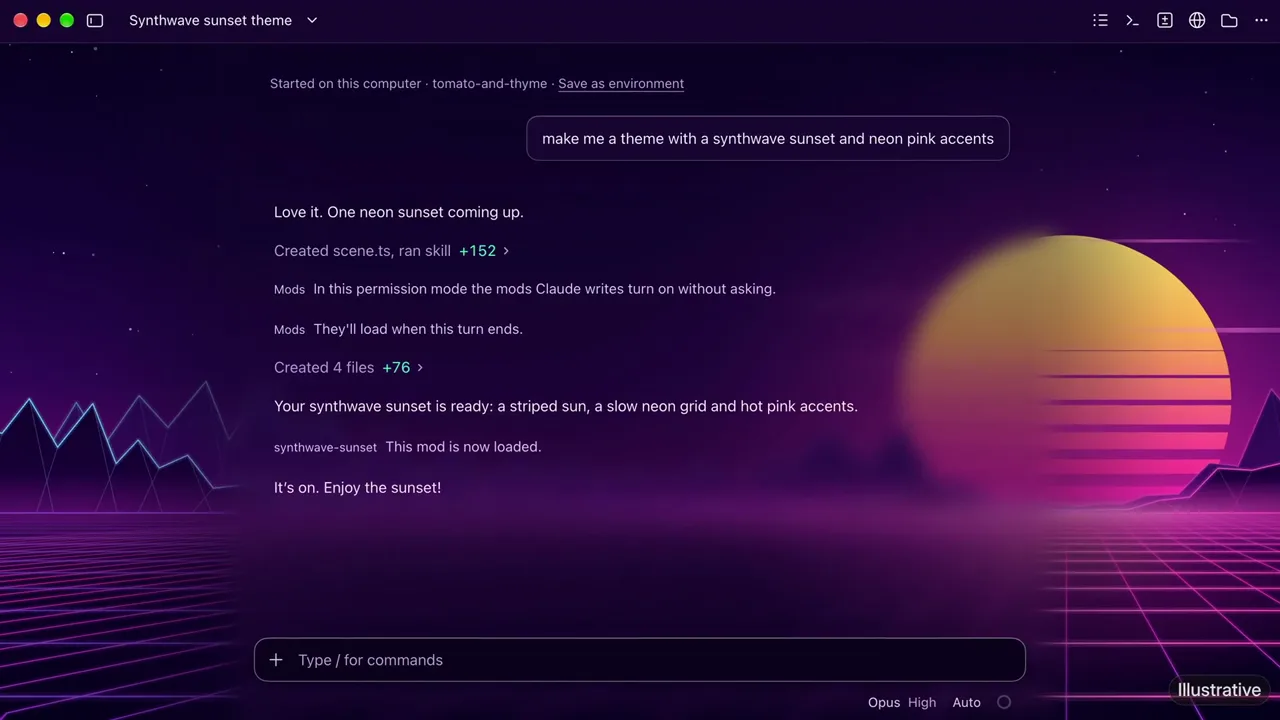 Synthwave sunset theme
Started on this computer · tomato-and-thyme · Save as environment
make me a theme with a synthwave sunset and neon pink accents
Love it. One neon sunset coming up.
Created scene.ts, ran skill +152 >
Mods In this permission mode the mods Claude writes turn on without asking.
Mods They'll load when this turn ends.
Created 4 files +76 >
Your synthwave sunset is ready: a striped sun, a slow neon grid and hot pink accents.
synthwave-sunset This mod is now loaded.
It’s on. Enjoy the sunset!
Type / for commands
Opus High Auto
Illustrative